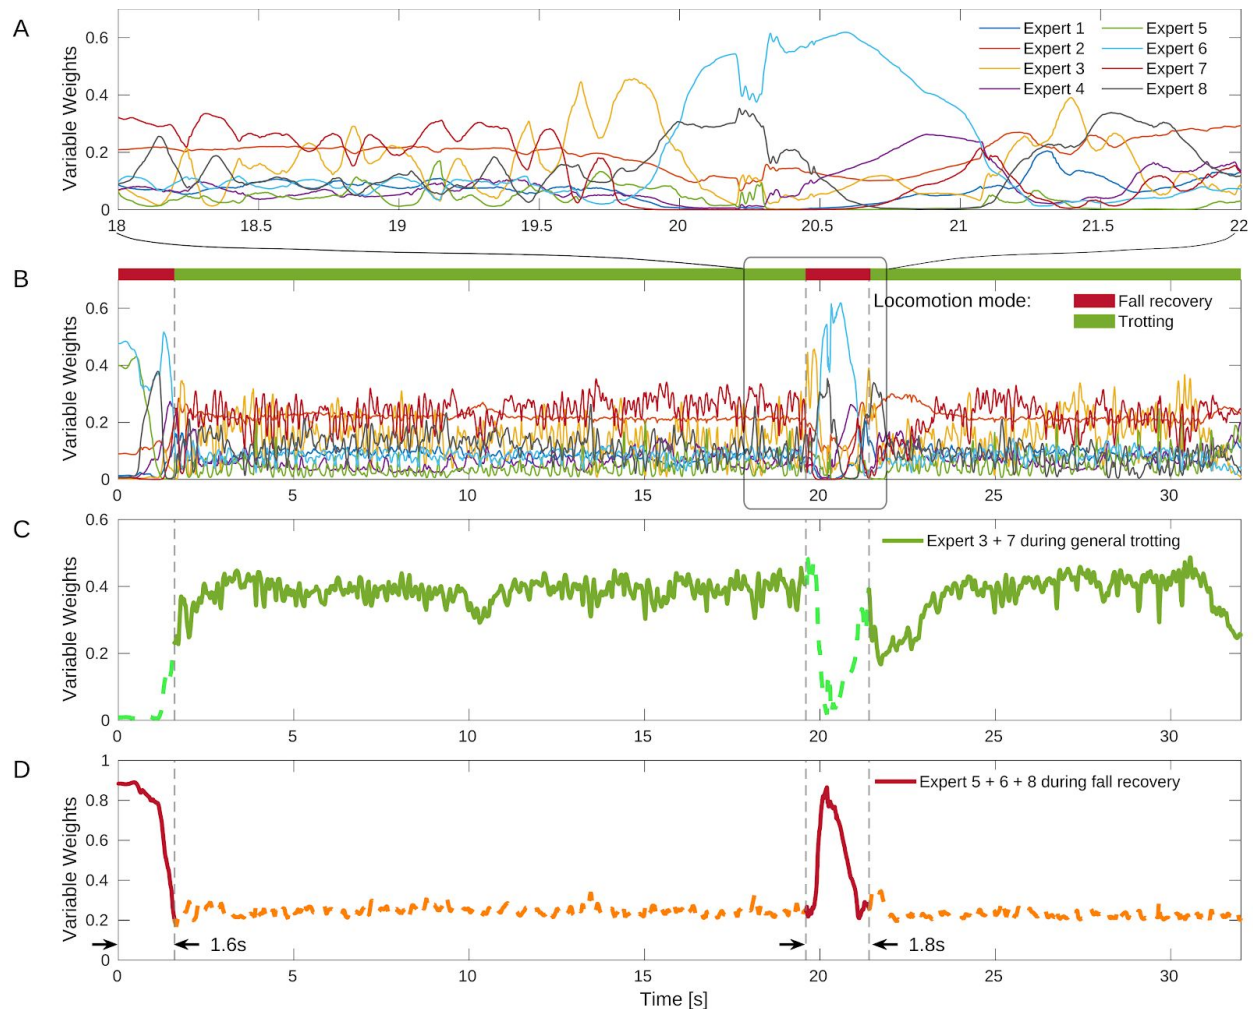 A
Variable Weights
0.6
0.4
0.2
0
Expert 1
Expert 2
Expert 3
Expert 4
Expert 5
Expert 6
Expert 7
Expert 8
18 18.5 19 19.5 20 20.5 21 21.5 22
B
Locomotion mode:
Fall recovery
Trotting
Variable Weights
0.6
0.4
0.2
0
0 5 10 15 20 25 30
C
Variable Weights
0.6
0.4
0.2
0
Expert 3 + 7 during general trotting
0 5 10 15 20 25 30
D
Variable Weights
1
0.8
0.6
0.4
0.2
0
Expert 5 + 6 + 8 during fall recovery
1.6s
1.8s
0 5 10 15 20 25 30
Time [s]